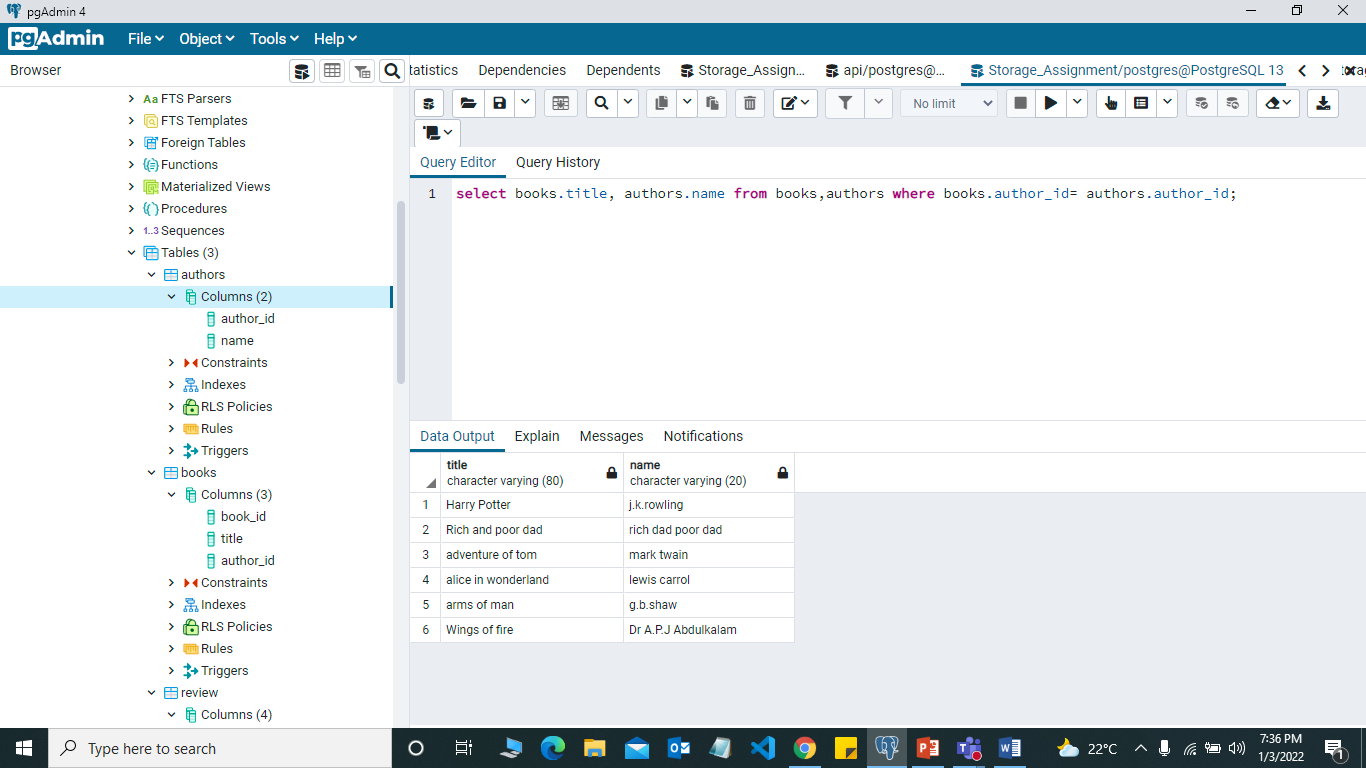 pgAdmin 4
pgAdmin File Object Tools Help
Browser
tatistics Dependencies Dependents Storage_Assign... api/postgres@... Storage_Assignment/postgres@PostgreSQL 13
No limit
Query Editor Query History
1 select books.title, authors.name from books,authors where books.author_id= authors.author_id;
Aa FTS Parsers
FTS Templates
Foreign Tables
Functions
Materialized Views
Procedures
1..3 Sequences
Tables (3)
authors
Columns (2)
author_id
name
Constraints
Indexes
RLS Policies
Rules
Triggers
books
Columns (3)
book_id
title
author_id
Constraints
Indexes
RLS Policies
Rules
Triggers
review
Columns (4)
Data Output Explain Messages Notifications
title name
character varying (80) character varying (20)
1 Harry Potter j.k.rowling
2 Rich and poor dad rich dad poor dad
3 adventure of tom mark twain
4 alice in wonderland lewis carrol
5 arms of man g.b.shaw
6 Wings of fire Dr A.P.J Abdulkalam
Type here to search
22°C
7:36 PM
1/3/2022
1